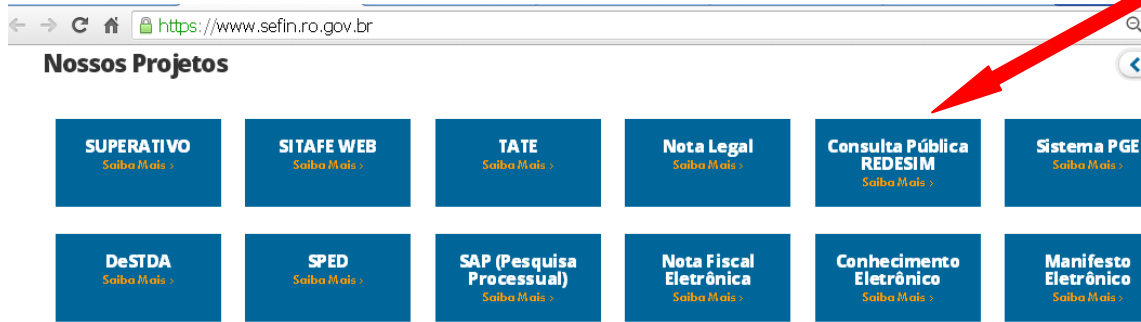 https://www.sefin.ro.gov.br
Nossos Projetos
SUPERATIVO
Saiba Mais >
SITAFE WEB
Saiba Mais >
TATE
Saiba Mais >
Nota Legal
Saiba Mais >
Consulta Pública
REDESIM
Saiba Mais >
Sistema PGE
Saiba Mais >
DeSTDA
Saiba Mais >
SPED
Saiba Mais >
SAP (Pesquisa
Processual)
Saiba Mais >
Nota Fiscal
Eletrônica
Saiba Mais >
Conhecimento
Eletrônico
Saiba Mais >
Manifesto
Eletrônico
Saiba Mais >